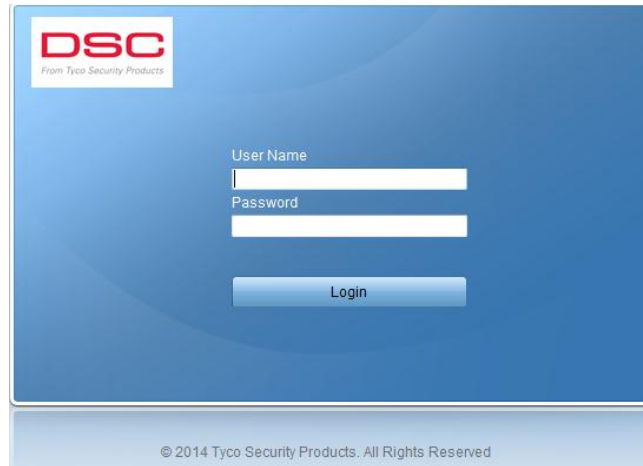 DSC
From Tyco Security Products
User Name
Password
Login
© 2014 Tyco Security Products. All Rights Reserved